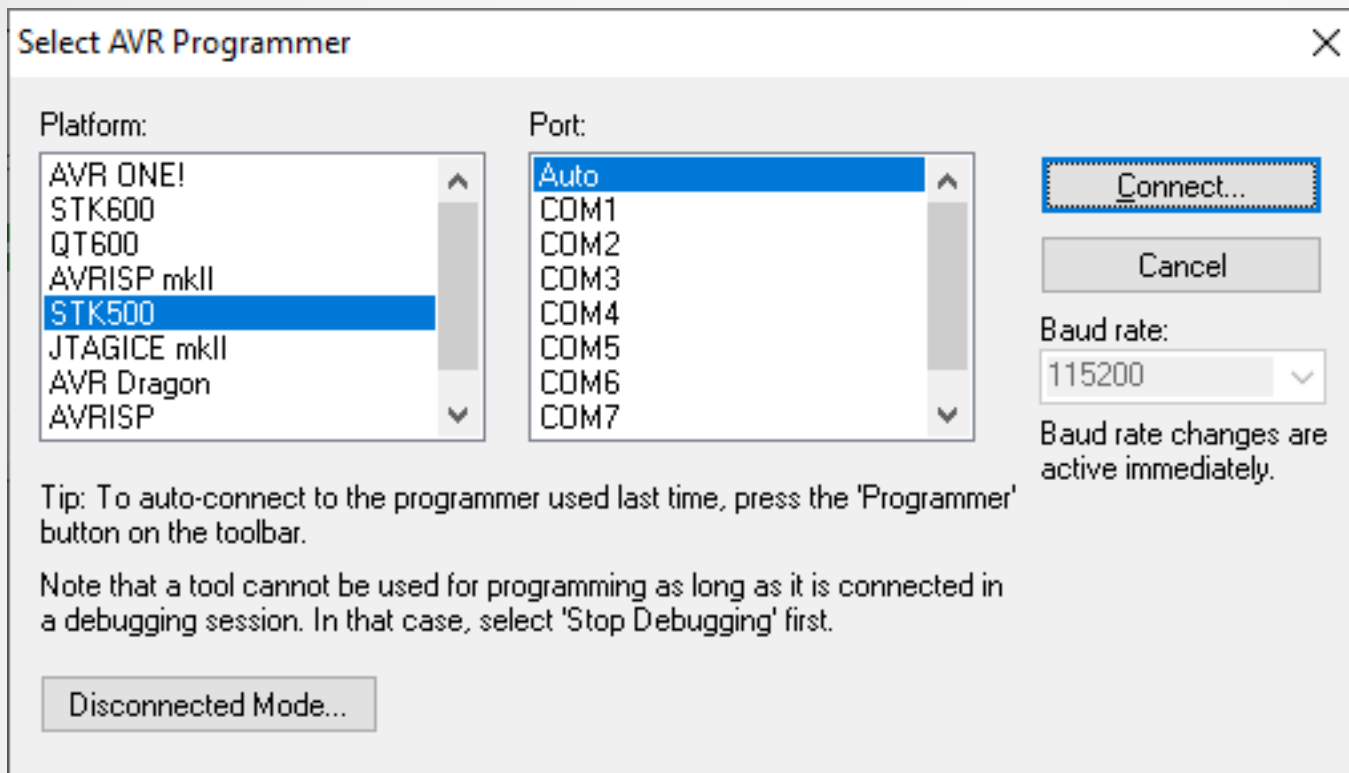 Select AVR Programmer
Platform:
AVR ONE!
STK600
QT600
AVRISP mkII
STK500
JTAGICE mkII
AVR Dragon
AVRISP
Port:
Auto
COM1
COM2
COM3
COM4
COM5
COM6
COM7
Connect...
Cancel
Baud rate:
115200
Baud rate changes are
active immediately.
Tip: To auto-connect to the programmer used last time, press the 'Programmer'
button on the toolbar.
Note that a tool cannot be used for programming as long as it is connected in
a debugging session. In that case, select 'Stop Debugging' first.
Disconnected Mode...